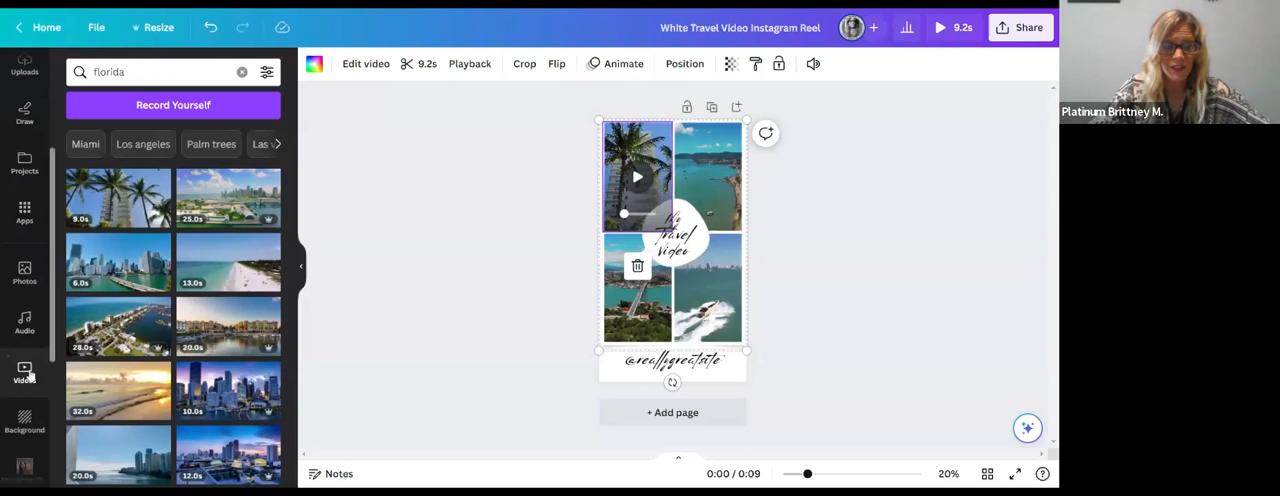 Home File Resize White Travel Video Instagram Reel + 9.2s Share
Uploads
Draw
Projects
Apps
Photos
Audio
Videos
Background
florida
Record Yourself
Miami Los angeles Palm trees Las
9.0s 25.0s
6.0s 13.0s
28.0s 20.0s
32.0s 10.0s
20.0s 12.0s
Edit video 9.2s Playback Crop Flip Animate Position
My
Travel
Video
@reallygreatsite
+ Add page
Notes 0:00 / 0:09 20%
Platinum Brittney M.